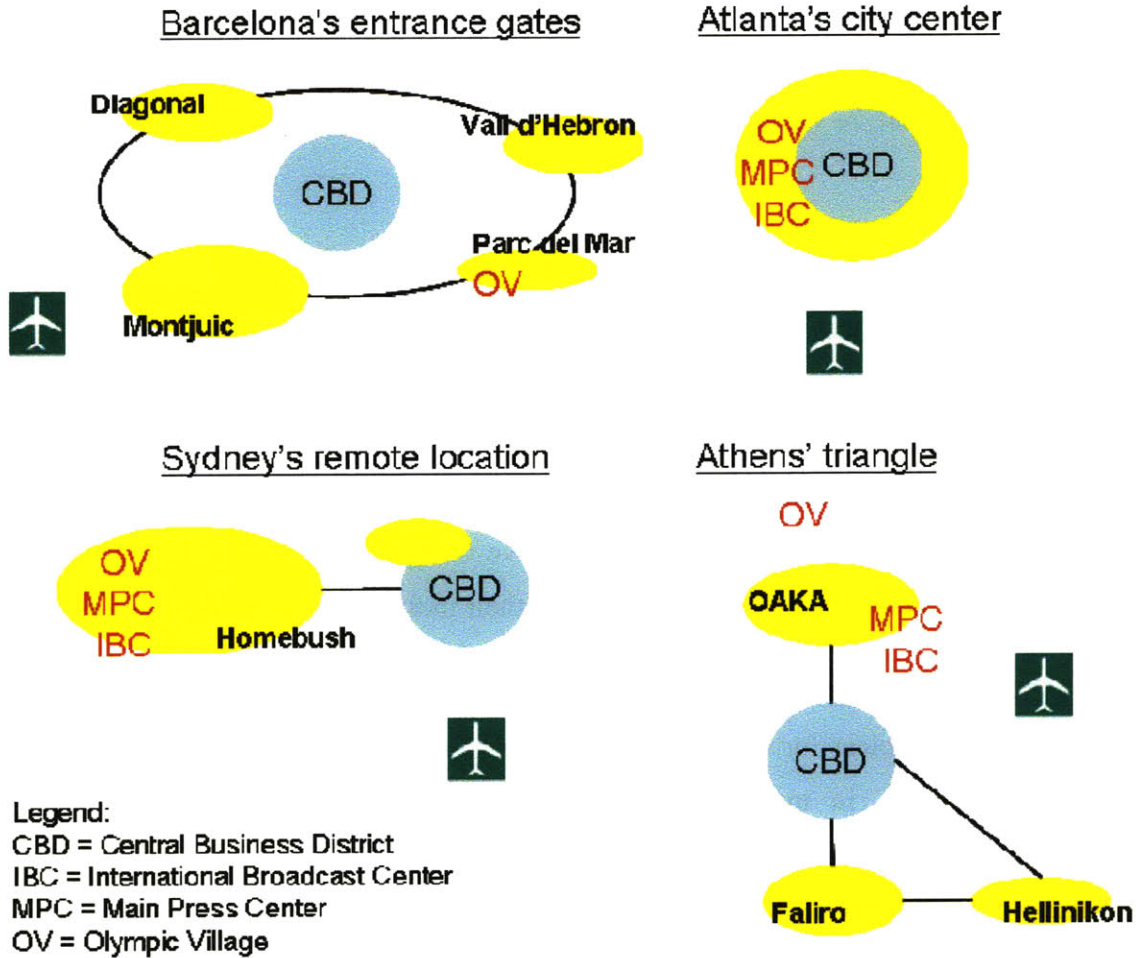 Barcelona's entrance gates
Diagonal
Vall d'Hebron
CBD
Parc del Mar
OV
Montjuic
Atlanta's city center
OV
MPC CBD
IBC
Sydney's remote location
OV
MPC
IBC
Homebush
CBD
Athens' triangle
OV
OAKA
MPC
IBC
CBD
Faliro
Hellinikon
Legend:
CBD = Central Business District
IBC = International Broadcast Center
MPC = Main Press Center
OV = Olympic Village